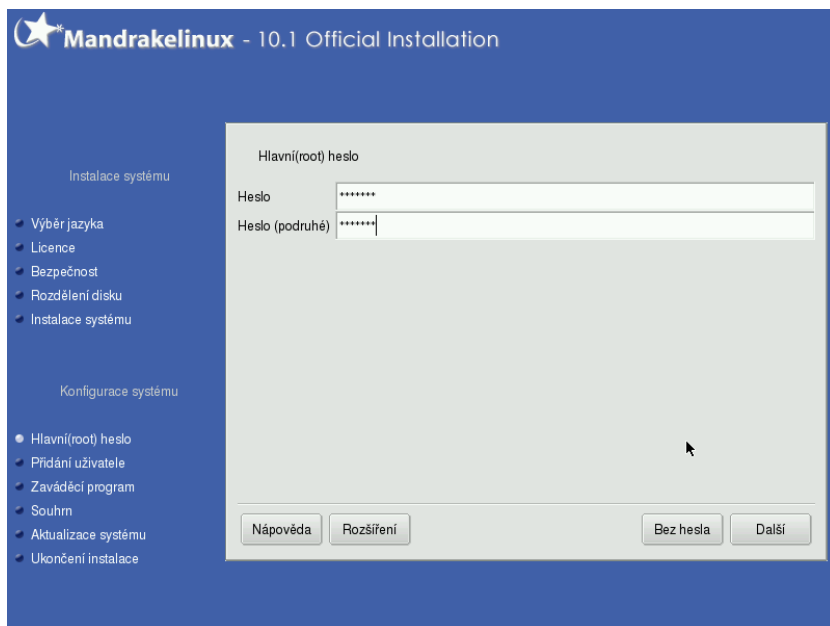 Mandrakelinux - 10.1 Official Installation
Instalace systému
Výběr jazyka
Licence
Bezpečnost
Rozdělení disku
Instalace systému
Konfigurace systému
Hlavní(root) heslo
Přidání uživatele
Zaváděcí program
Souhrn
Aktualizace systému
Ukončení instalace
Hlavní(root) heslo
Heslo *******
Heslo (podruhé) *******
Nápověda Rozšíření Bez hesla Další